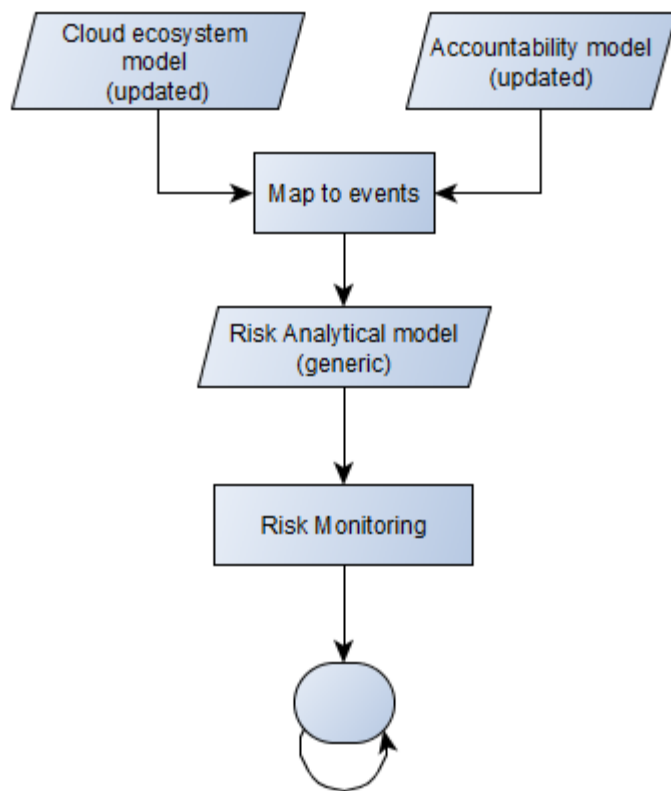 Cloud ecosystem
model
(updated)
Accountability model
(updated)
Map to events
Risk Analytical model
(generic)
Risk Monitoring